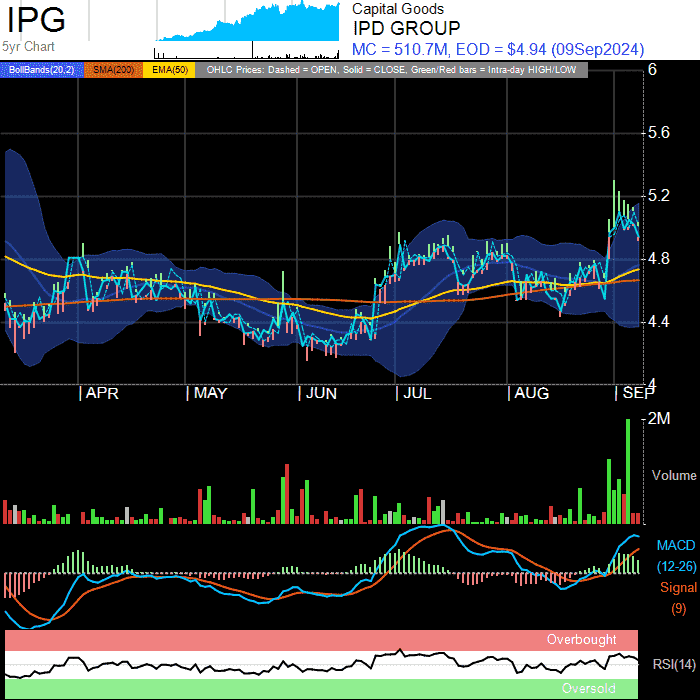 IPG
5yr Chart
Capital Goods
IPD GROUP
MC = 510.7M, EOD = $4.94 (09Sep2024)
BollBands(20,2) SMA(200) EMA(50) OHLC Prices: Dashed = OPEN, Solid = CLOSE, Green/Red bars = Intra-day HIGH/LOW
6
5.6
5.2
4.8
4.4
4
APR MAY JUN JUL AUG SEP
2M
Volume
MACD
(12-26)
Signal
(9)
Overbought
RSI(14)
Oversold